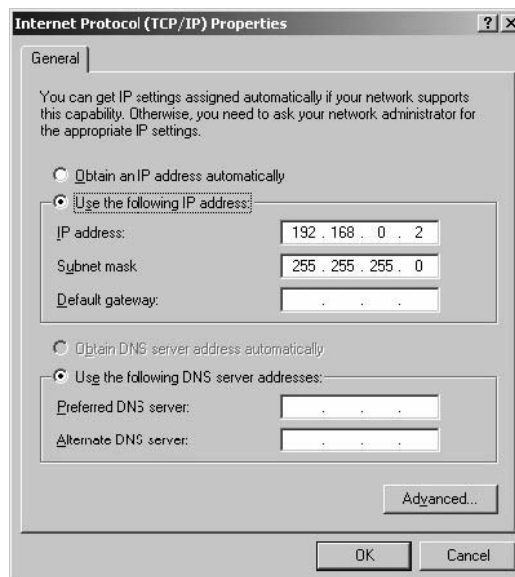 Internet Protocol (TCP/IP) Properties
? X
General
You can get IP settings assigned automatically if your network supports
this capability. Otherwise, you need to ask your network administrator for
the appropriate IP settings.
Obtain an IP address automatically
Use the following IP address:
IP address: 192 . 168 . 0 . 2
Subnet mask 255 . 255 . 255 . 0
Default gateway: . . .
Obtain DNS server address automatically
Use the following DNS server addresses:
Preferred DNS server: . . .
Alternate DNS server: . . .
Advanced...
OK Cancel